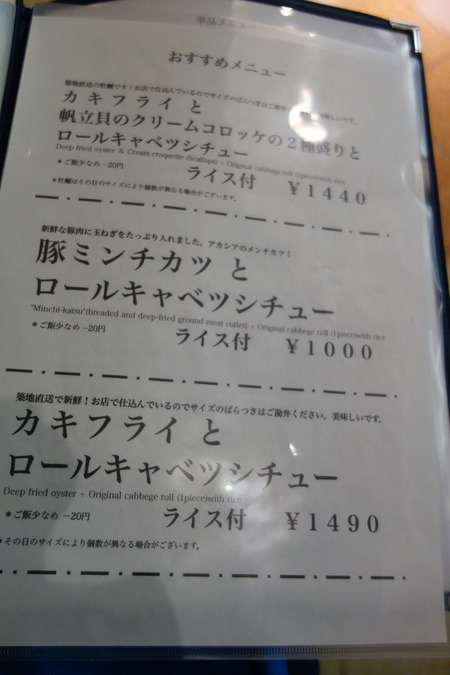 単品メニュー
おすすめメニュー
築地直送の牡蠣です！お店で仕込んでいるのでサイズのばらつきはご勘弁ください。美味しいです。
カキフライ と
帆立貝のクリームコロッケの２種盛りと
ロールキャベツシチュー
Deep fried oyster & Cream croquette (Scallops) + Original cabbege roll (1piece)with rice
＊ご飯少なめ −20円
ライス付 ￥１４４０
＊牡蠣はその日のサイズにより個数が異なる場合がございます。
新鮮な豚肉に玉ねぎをたっぷり入れました。アカシアのメンチカツ！
豚ミンチカツ と
ロールキャベツシチュー
"Minchi-katsu"(breaded and deep-fried ground meat cutlet) + Original cabbege roll (1piece)with rice
＊ご飯少なめ −20円
ライス付 ￥１０００
築地直送で新鮮！お店で仕込んでいるのでサイズのばらつきはご勘弁ください。美味しいです。
カキフライ と
ロールキャベツシチュー
Deep fried oyster + Original cabbege roll (1piece)with rice
＊ご飯少なめ −20円
ライス付 ￥１４９０
＊その日のサイズにより個数が異なる場合がございます。